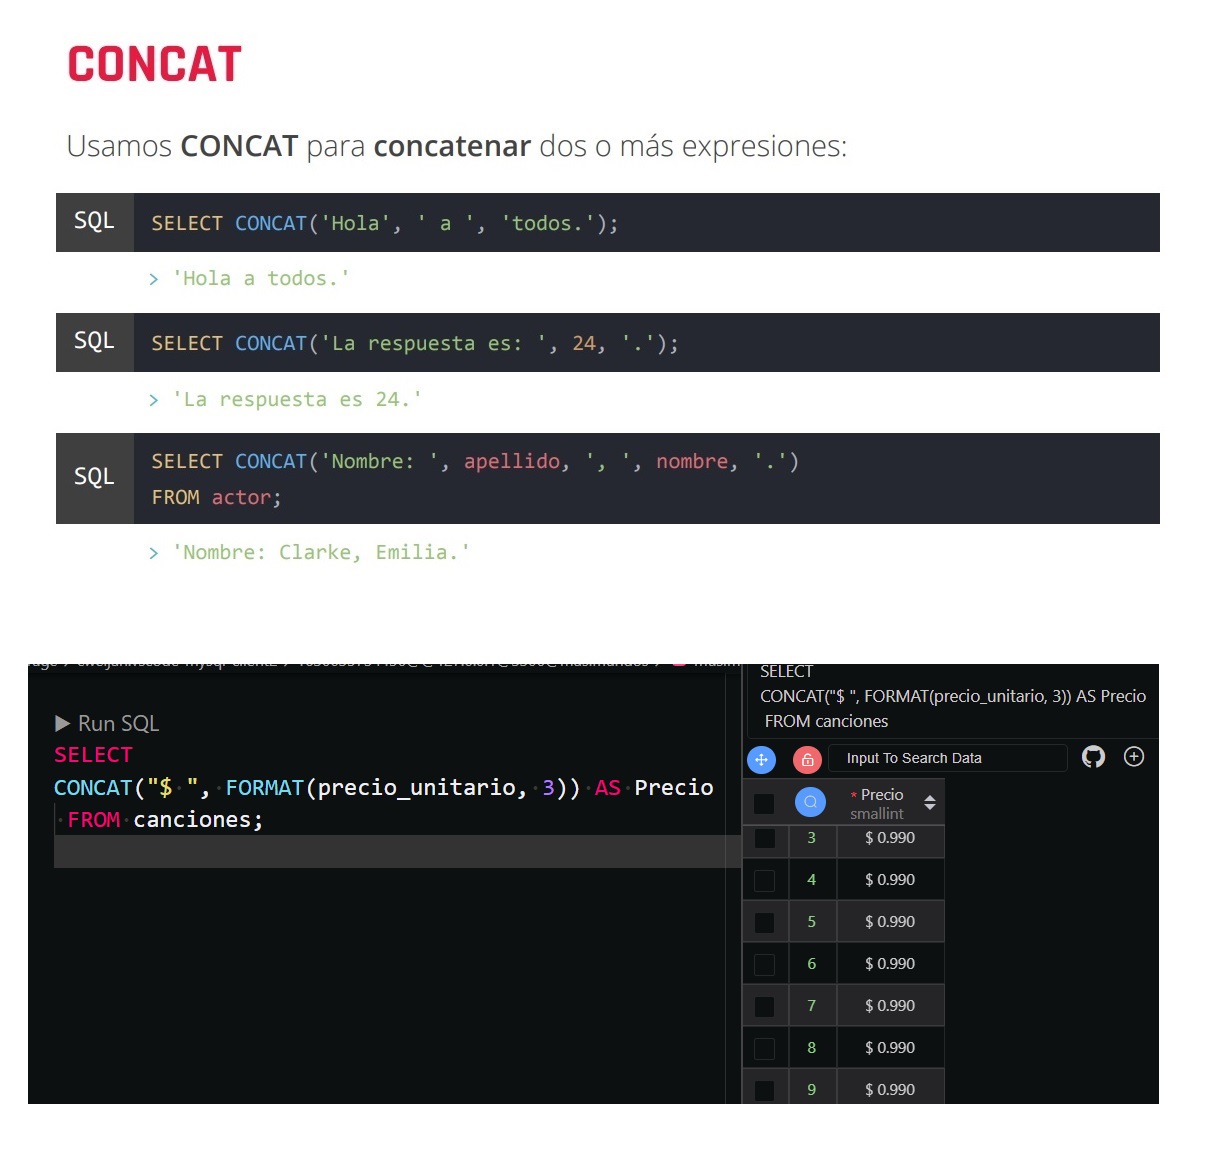 CONCAT
Usamos CONCAT para concatenar dos o más expresiones:
SQL
SELECT CONCAT('Hola', ' a ', 'todos.');
> 'Hola a todos.'
SQL
SELECT CONCAT('La respuesta es: ', 24, '.');
> 'La respuesta es 24.'
SQL
SELECT CONCAT('Nombre: ', apellido, ', ', nombre, '.')
FROM actor;
> 'Nombre: Clarke, Emilia.'
Run SQL
SELECT
CONCAT("$ ", FORMAT(precio_unitario, 3)) AS Precio
FROM canciones;
SELECT
CONCAT("$ ", FORMAT(precio_unitario, 3)) AS Precio
FROM canciones
Input To Search Data
* Precio
smallint
3 $ 0.990
4 $ 0.990
5 $ 0.990
6 $ 0.990
7 $ 0.990
8 $ 0.990
9 $ 0.990